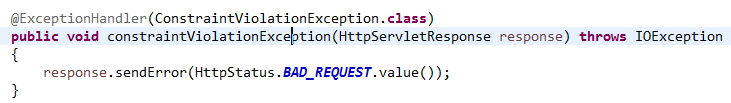 @ExceptionHandler(ConstraintViolationException.class)
public void constraintViolationException(HttpServletResponse response) throws IOException
{
    response.sendError(HttpStatus.BAD_REQUEST.value());
}